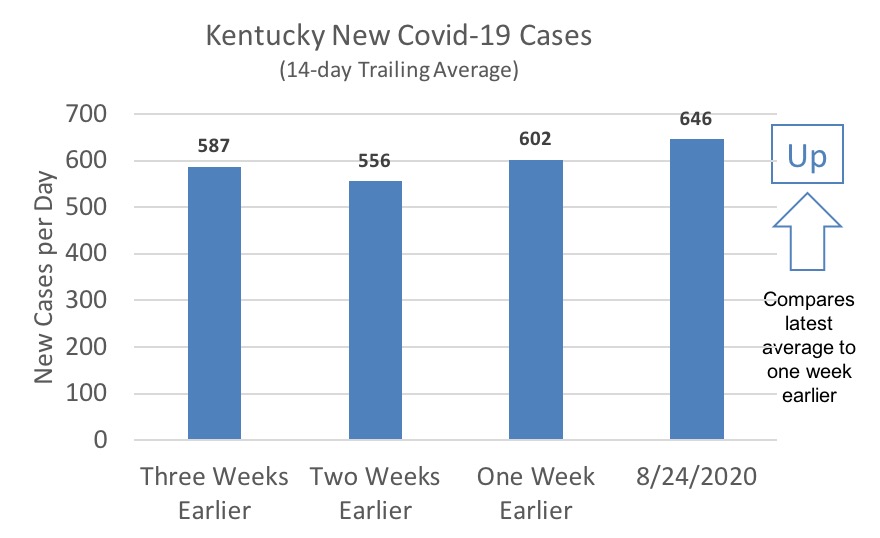 Kentucky New Covid-19 Cases
(14-day Trailing Average)
New Cases per Day
700
600
500
400
300
200
100
0
587
556
602
646
Three Weeks
Earlier
Two Weeks
Earlier
One Week
Earlier
8/24/2020
Up
Compares
latest
average to
one week
earlier